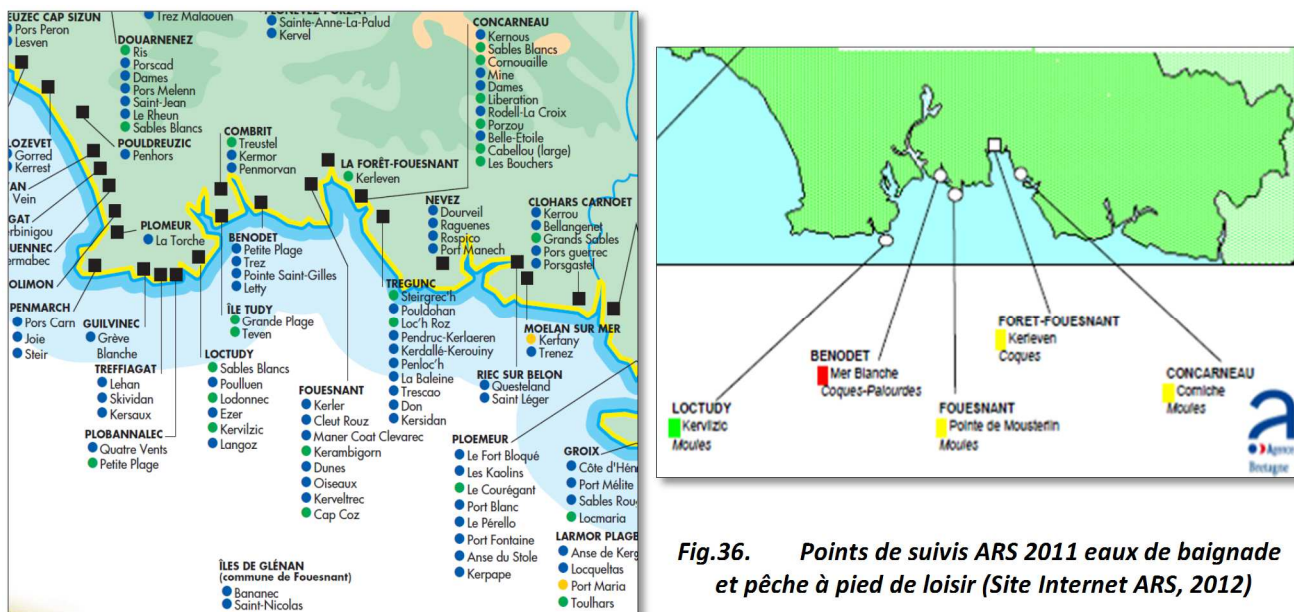 EUZEC CAP SIZUN
Pors Peron
Lesven
Trez Malaouen
Sainte-Anne-La-Palud
Kervel
DOUARNENEZ
Ris
Porscad
Dames
Pors Melenn
Saint-Jean
Le Rheun
Sables Blancs
CONCARNEAU
Kernous
Sables Blancs
Cornouaille
Mine
Dames
Liberation
Rodell-La Croix
Porzou
Belle-Etoile
Cabellou (large)
Les Bouchers
LOZEVET
Gorred
Kerrest
POULDREUZIC
Penhors
COMBRIT
Treustel
Kermor
Penmorvan
LA FORÊT-FOUESNANT
Kerleven
Vein
PLOMEUR
La Torche
BENODET
Petite Plage
Trez
Pointe Saint-Gilles
Letty
NEVEZ
Dourveil
Raguenes
Rospico
Port Manech
CLOHARS CARNOET
Kerrou
Bellangenet
Grands Sables
Pors guerrec
Porsgastel
PENMARCH
Pors Carn
Joie
Steir
GUILVINEC
Grève
Blanche
TREFFIAGAT
Lehan
Skividan
Kersaux
PLOBANNALEC
Quatre Vents
Petite Plage
ÎLE TUDY
Grande Plage
Teven
LOCTUDY
Sables Blancs
Poulluen
Lodonnec
Ezer
Kervilzic
Langoz
FOUESNANT
Kerler
Cleut Rouz
Maner Coat Clevarec
Kerambigorn
Dunes
Oiseaux
Kerveltrec
Cap Coz
TREGUNC
Steirgrec'h
Pouldohan
Loc'h Roz
Pendruc-Kerlaeren
Kerdallé-Kerouiny
Penloc'h
La Baleine
Trescao
Don
Kersidan
MOELAN SUR MER
Kerfany
Trenez
RIEC SUR BELON
Questeland
Saint Léger
PLOEMEUR
Le Fort Bloqué
Les Kaolins
Le Courégant
Port Blanc
Le Pérello
Port Fontaine
Anse du Stole
Kerpape
GROIX
Côte d'Hén
Port Mélite
Sables Roug
Locmaria
LARMOR PLAGE
Anse de Kerg
Locqueltas
Port Maria
Toulhars
ÎLES DE GLÉNAN
(commune de Fouesnant)
Bananec
Saint-Nicolas
LOCTUDY
Kervilzic
Moules
BENODET
Mer Blanche
Coques-Palourdes
FOUESNANT
Pointe de Mousterlin
Moules
FORET-FOUESNANT
Kerleven
Coques
CONCARNEAU
Corniche
Moules
Bretagne
Fig.36. Points de suivis ARS 2011 eaux de baignade
et pêche à pied de loisir (Site Internet ARS, 2012)